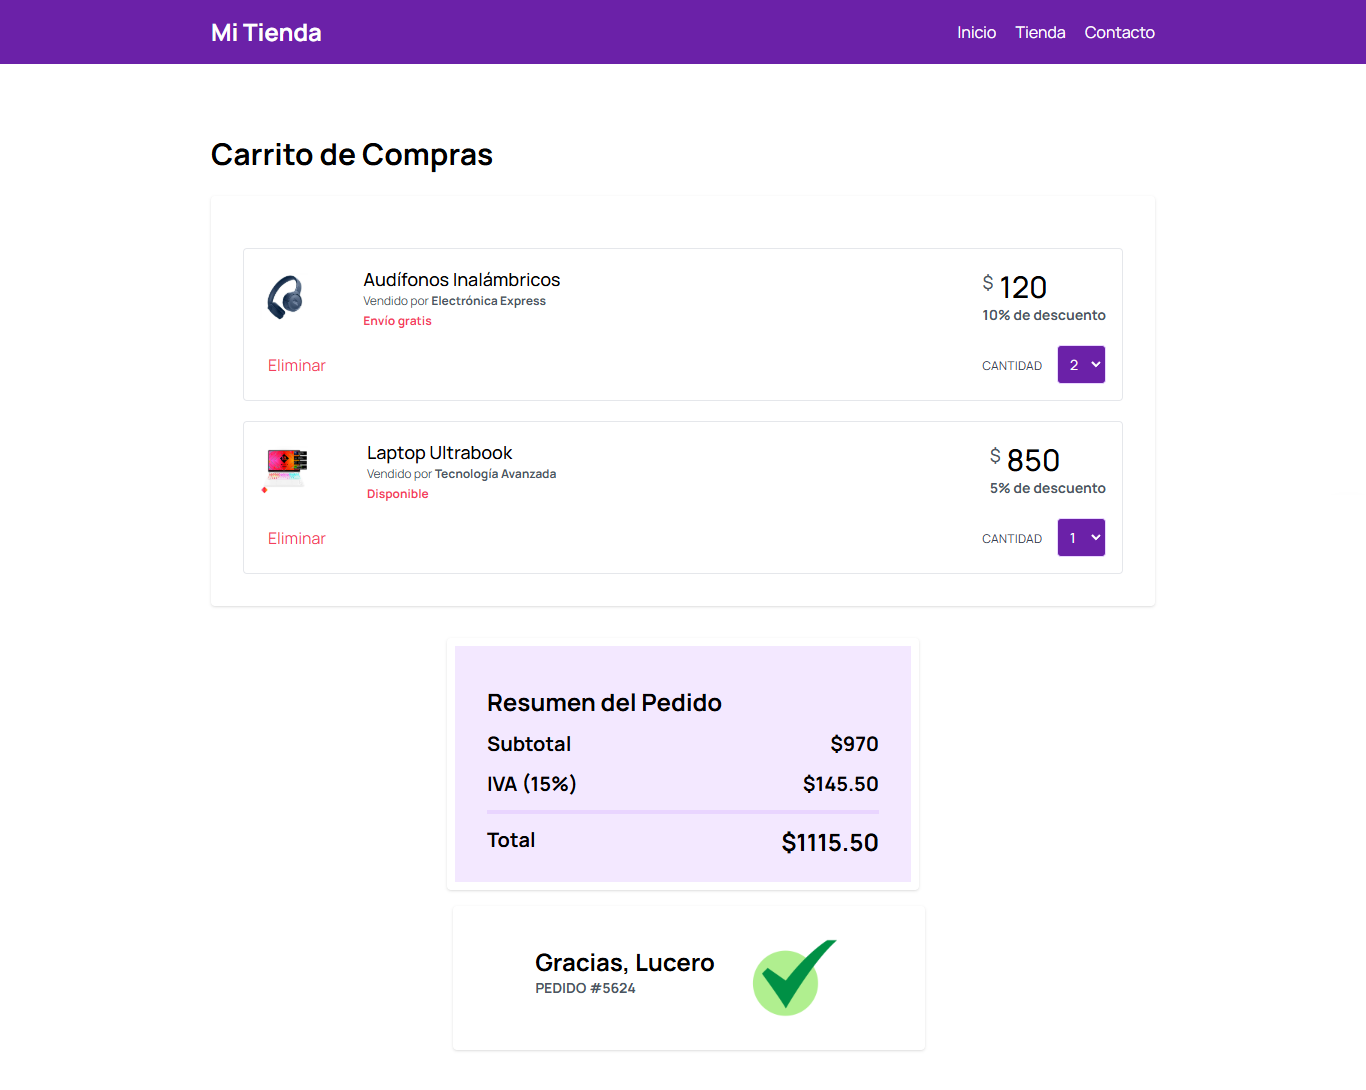 Mi Tienda
Inicio Tienda Contacto
Carrito de Compras
Audífonos Inalámbricos
Vendido por Electrónica Express
Envío gratis
$ 120
10% de descuento
Eliminar
CANTIDAD 2
Laptop Ultrabook
Vendido por Tecnología Avanzada
Disponible
$ 850
5% de descuento
Eliminar
CANTIDAD 1
Resumen del Pedido
Subtotal $970
IVA (15%) $145.50
Total $1115.50
Gracias, Lucero
PEDIDO #5624